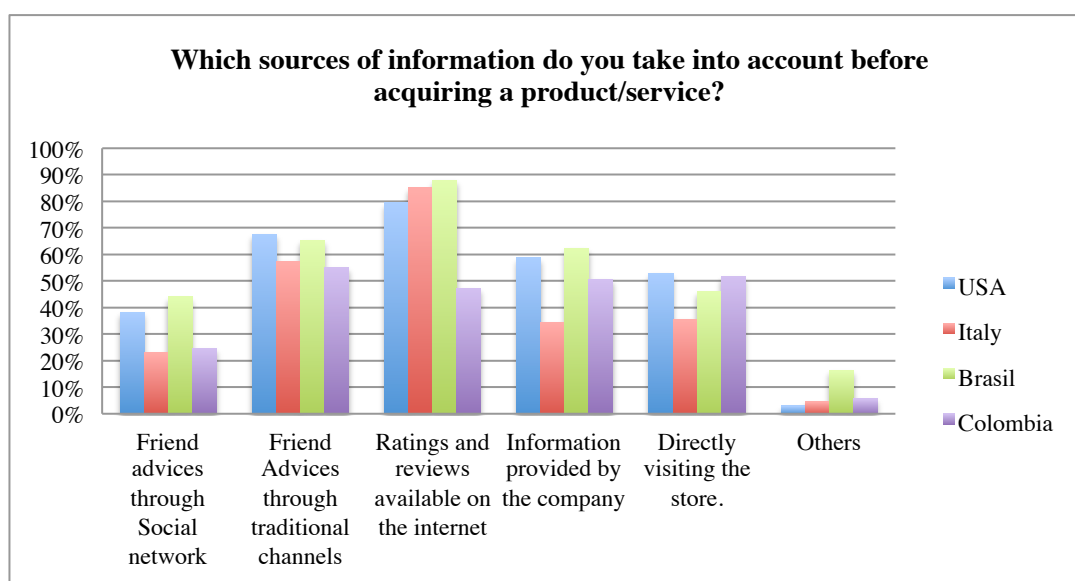 Which sources of information do you take into account before
acquiring a product/service?
100%
90%
80%
70%
60%
50%
40%
30%
20%
10%
0%
Friend
advices
through
Social
network
Friend
Advices
through
traditional
channels
Ratings and
reviews
available on
the internet
Information
provided by
the company
Directly
visiting the
store.
Others
USA
Italy
Brasil
Colombia